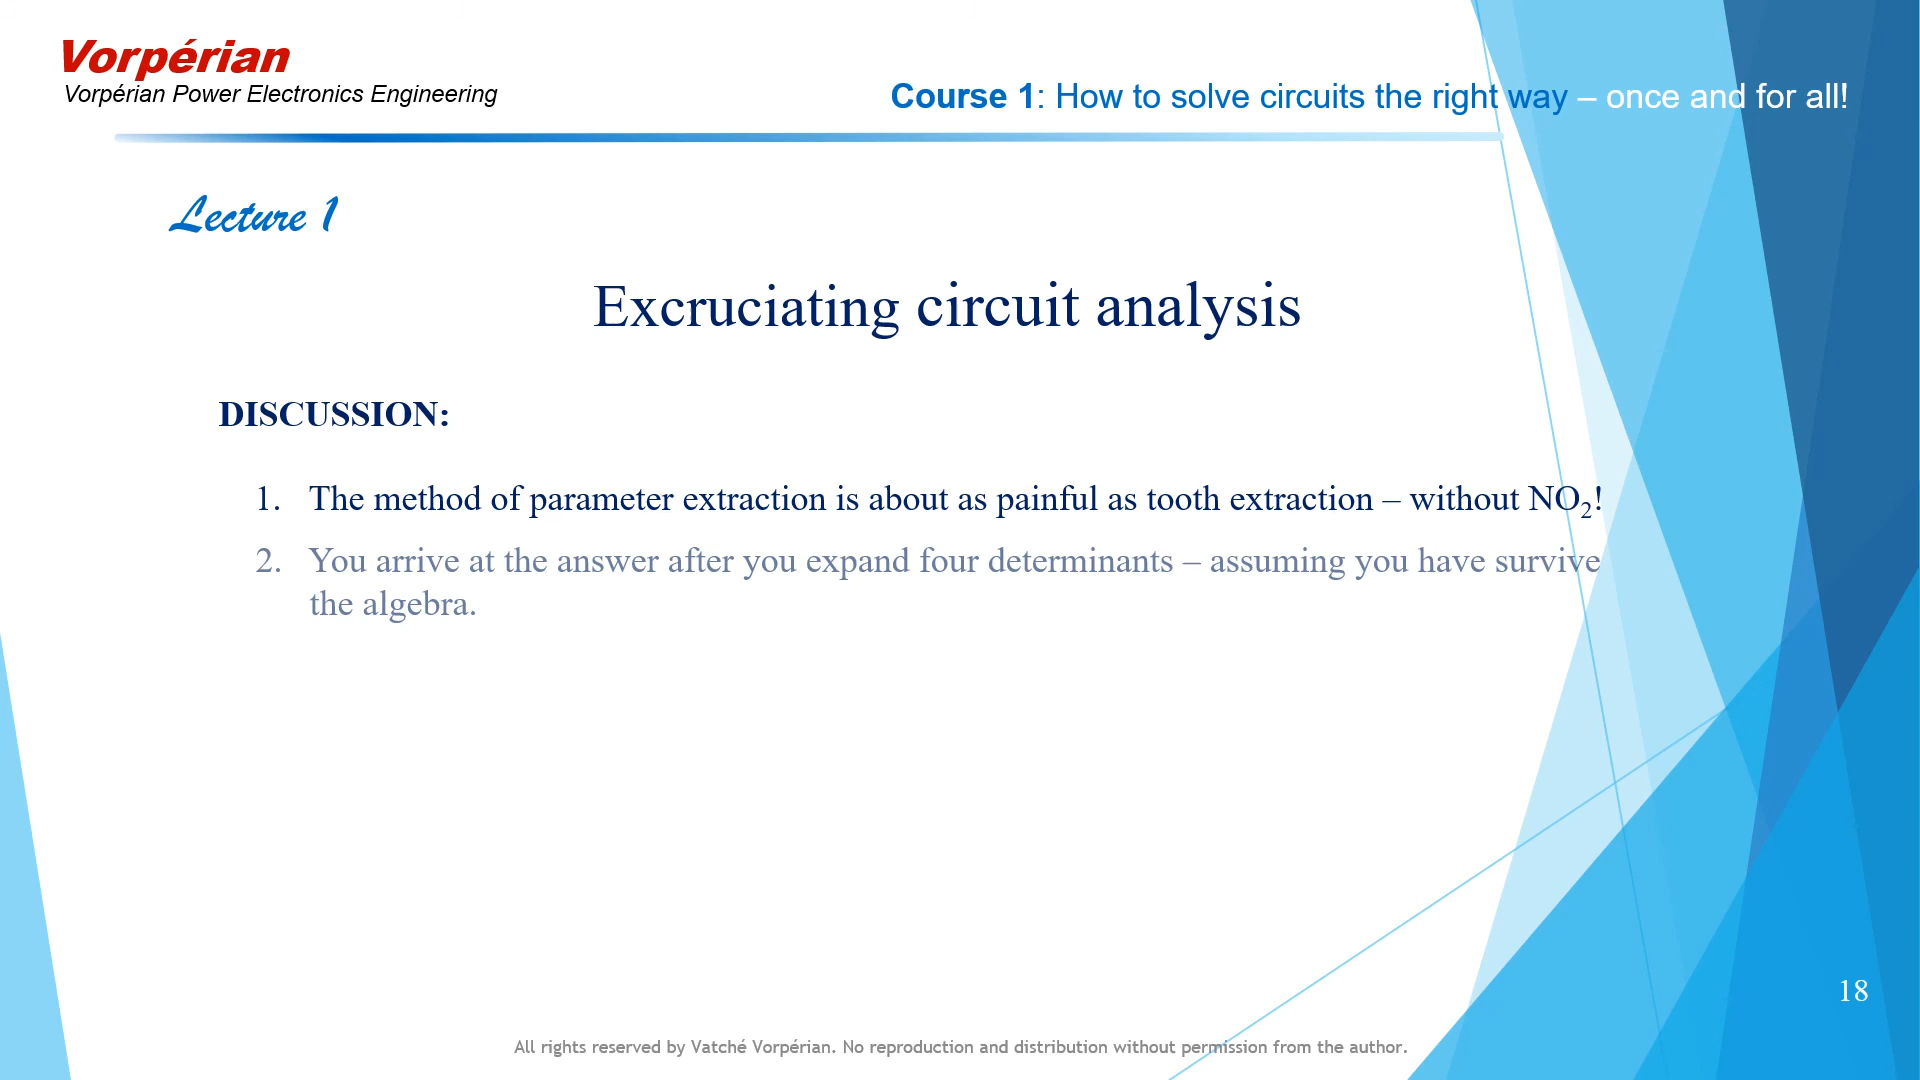 Vorpérian
Vorpérian Power Electronics Engineering
Course 1: How to solve circuits the right way – once and for all!
Lecture 1
Excruciating circuit analysis
DISCUSSION:
1. The method of parameter extraction is about as painful as tooth extraction – without NO₂!
2. You arrive at the answer after you expand four determinants – assuming you have survive
the algebra.
18
All rights reserved by Vatché Vorpérian. No reproduction and distribution without permission from the author.